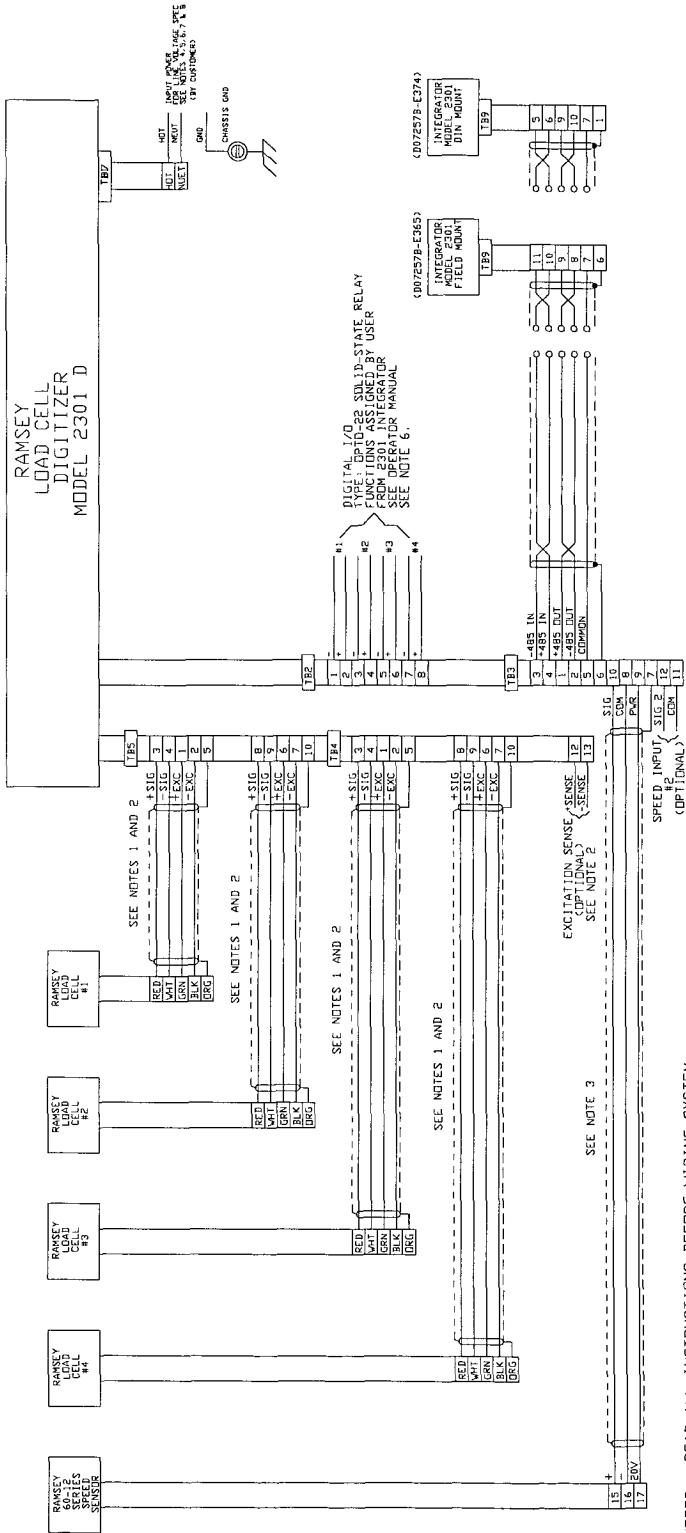 RAMSEY
LOAD CELL
DIGITIZER
MODEL 2301 D
TB7
HOT
NUET
HOT
NEUT
INPUT POWER
FOR LINE VOLTAGE SPEC
SEE NOTES 4,5,6,7 & 8
(BY CUSTOMER)
GND
CHASSIS GND
TB2
1
2
3
4
5
6
7
8
-
+
-
+
-
+
-
+
#1
#2
#3
#4
DIGITAL I/O
TYPE: OPTO-22 SOLID-STATE RELAY
FUNCTIONS ASSIGNED BY USER
FROM 2301 INTEGRATOR
SEE OPERATOR MANUAL
SEE NOTE 6.
(D07257B-E365)
INTEGRATOR
MODEL 2301
FIELD MOUNT
TB9
11
10
9
8
7
6
(D07257B-E374)
INTEGRATOR
MODEL 2301
DIN MOUNT
TB9
5
6
9
10
7
1
TB3
3 -485 IN
4 +485 IN
1 +485 OUT
2 -485 OUT
5 COMMON
6
10 SIG
8 COM
9 PWR
7
12 SIG 2
11 COM
SPEED INPUT
#2
(OPTIONAL)
TB5
+SIG 3
-SIG 4
+EXC 1
-EXC 2
5
+SIG 8
-SIG 9
+EXC 6
-EXC 7
10
TB4
+SIG 3
-SIG 4
+EXC 1
-EXC 2
5
+SIG 8
-SIG 9
+EXC 6
-EXC 7
10
+SENSE 12
-SENSE 13
EXCITATION SENSE
(OPTIONAL)
SEE NOTE 2
SEE NOTES 1 AND 2
RAMSEY
LOAD
CELL
#1
RED
WHT
GRN
BLK
ORG
SEE NOTES 1 AND 2
RAMSEY
LOAD
CELL
#2
RED
WHT
GRN
BLK
ORG
SEE NOTES 1 AND 2
RAMSEY
LOAD
CELL
#3
RED
WHT
GRN
BLK
ORG
SEE NOTES 1 AND 2
RAMSEY
LOAD
CELL
#4
RED
WHT
GRN
BLK
ORG
SEE NOTE 3
RAMSEY
60-12
SERIES
SPEED
SENSOR
15 +
16 -
17 20V